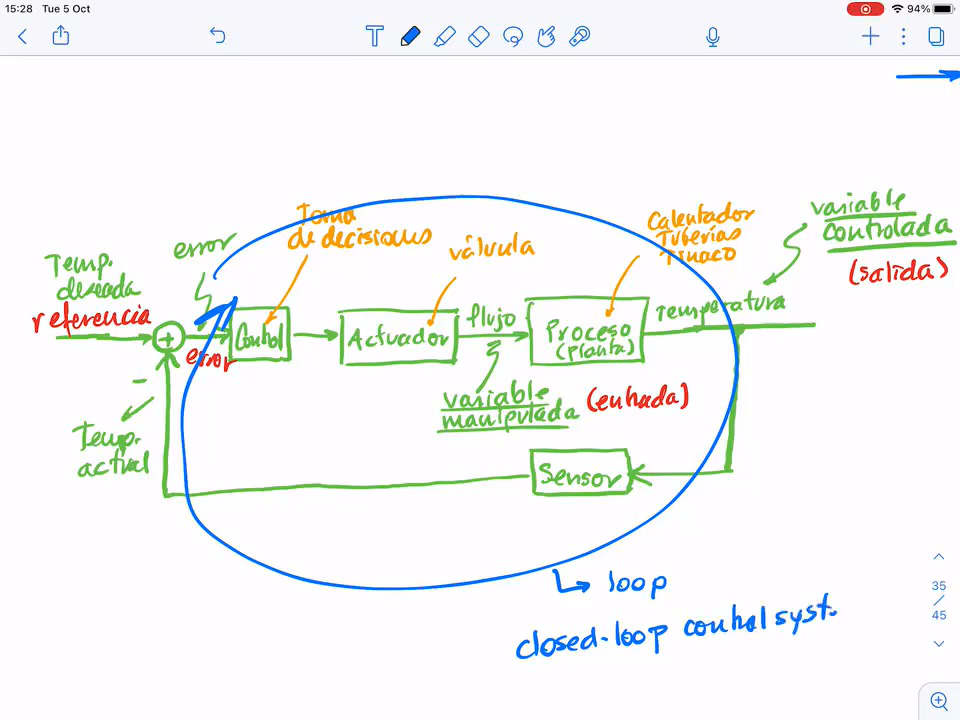 15:28 Tue 5 Oct
94%
Toma
de decisiones
válvula
Calentador
Tuberías
Tinaco
variable
controlada
(salida)
error
Temp.
deseada
referencia
+
error
Control
Actuador
flujo
Proceso
(planta)
Temperatura
variable
manipulada
(entrada)
−
Temp.
actual
Sensor
loop
closed-loop control syst.
35
/
45